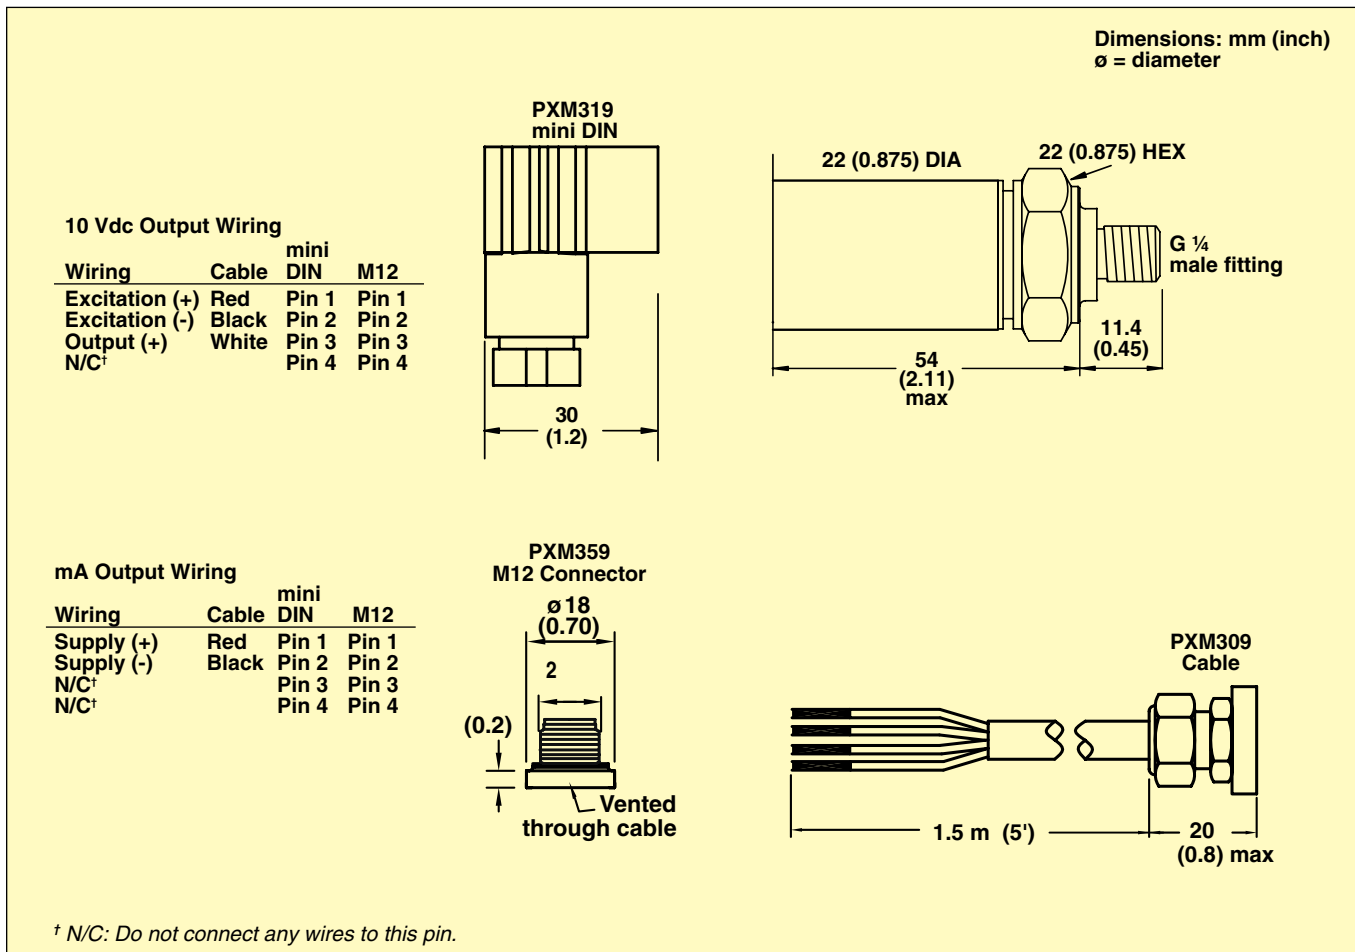 Dimensions: mm (inch)
ø = diameter
PXM319
mini DIN
22 (0.875) DIA
22 (0.875) HEX
G ¼
male fitting
11.4
(0.45)
54
(2.11)
max
30
(1.2)
10 Vdc Output Wiring
mini
Wiring Cable DIN M12
Excitation (+) Red Pin 1 Pin 1
Excitation (-) Black Pin 2 Pin 2
Output (+) White Pin 3 Pin 3
N/C† Pin 4 Pin 4
mA Output Wiring
mini
Wiring Cable DIN M12
Supply (+) Red Pin 1 Pin 1
Supply (-) Black Pin 2 Pin 2
N/C† Pin 3 Pin 3
N/C† Pin 4 Pin 4
PXM359
M12 Connector
ø 18
(0.70)
2
(0.2)
Vented
through cable
PXM309
Cable
1.5 m (5')
20
(0.8) max
† N/C: Do not connect any wires to this pin.